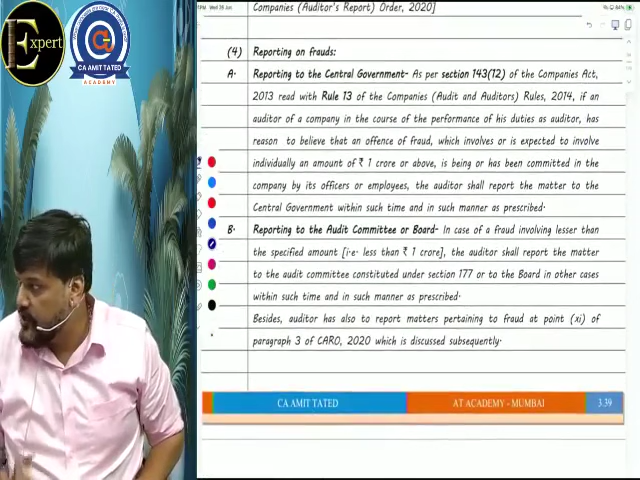 Expert
CA AMIT TATED
ACADEMY
Wed 26 Jun
84%
Companies (Auditor's Report) Order, 2020]
(4) Reporting on frauds:
A. Reporting to the Central Government- As per section 143(12) of the Companies Act,
2013 read with Rule 13 of the Companies (Audit and Auditors) Rules, 2014, if an
auditor of a company in the course of the performance of his duties as auditor, has
reason to believe that an offence of fraud, which involves or is expected to involve
individually an amount of ₹ 1 crore or above, is being or has been committed in the
company by its officers or employees, the auditor shall report the matter to the
Central Government within such time and in such manner as prescribed.
B. Reporting to the Audit Committee or Board- In case of a fraud involving lesser than
the specified amount [i.e. less than ₹ 1 crore], the auditor shall report the matter
to the audit committee constituted under section 177 or to the Board in other cases
within such time and in such manner as prescribed.
Besides, auditor has also to report matters pertaining to fraud at point (xi) of
paragraph 3 of CARO, 2020 which is discussed subsequently.
CA AMIT TATED AT ACADEMY - MUMBAI 3.39